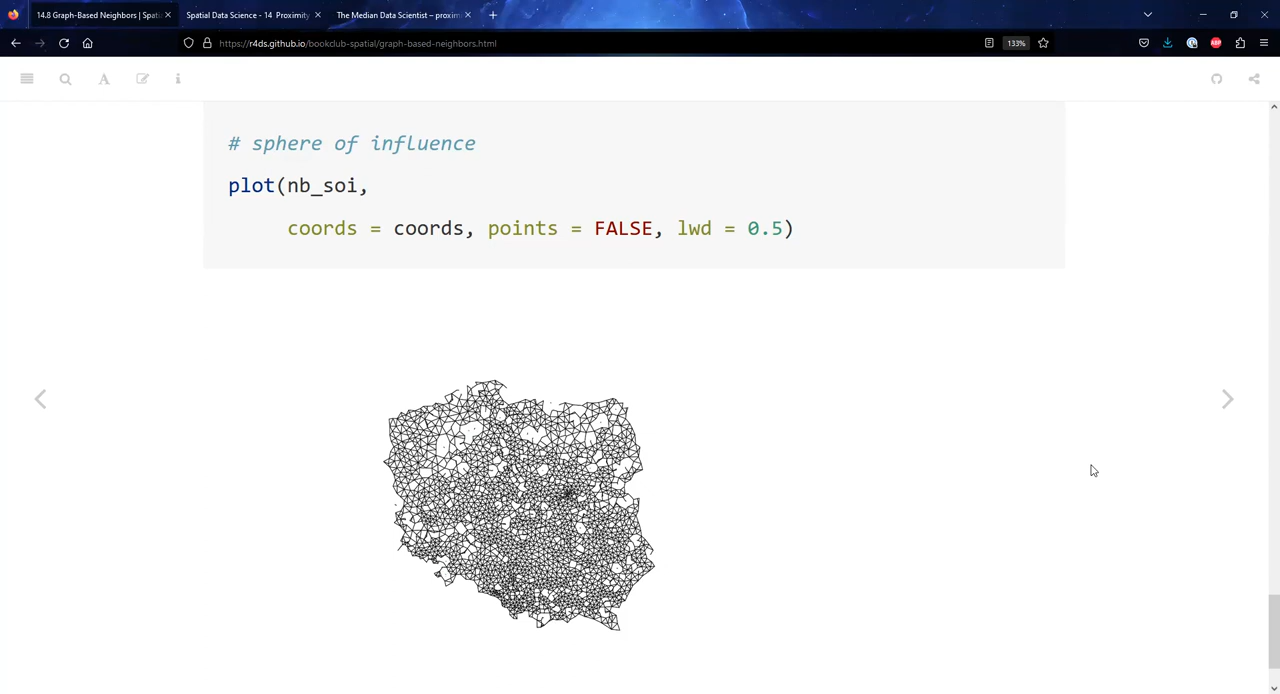 14.8 Graph-Based Neighbors | Spati
Spatial Data Science - 14 Proximity
The Median Data Scientist – proxim
https://r4ds.github.io/bookclub-spatial/graph-based-neighbors.html
133%
# sphere of influence
plot(nb_soi,
coords = coords, points = FALSE, lwd = 0.5)